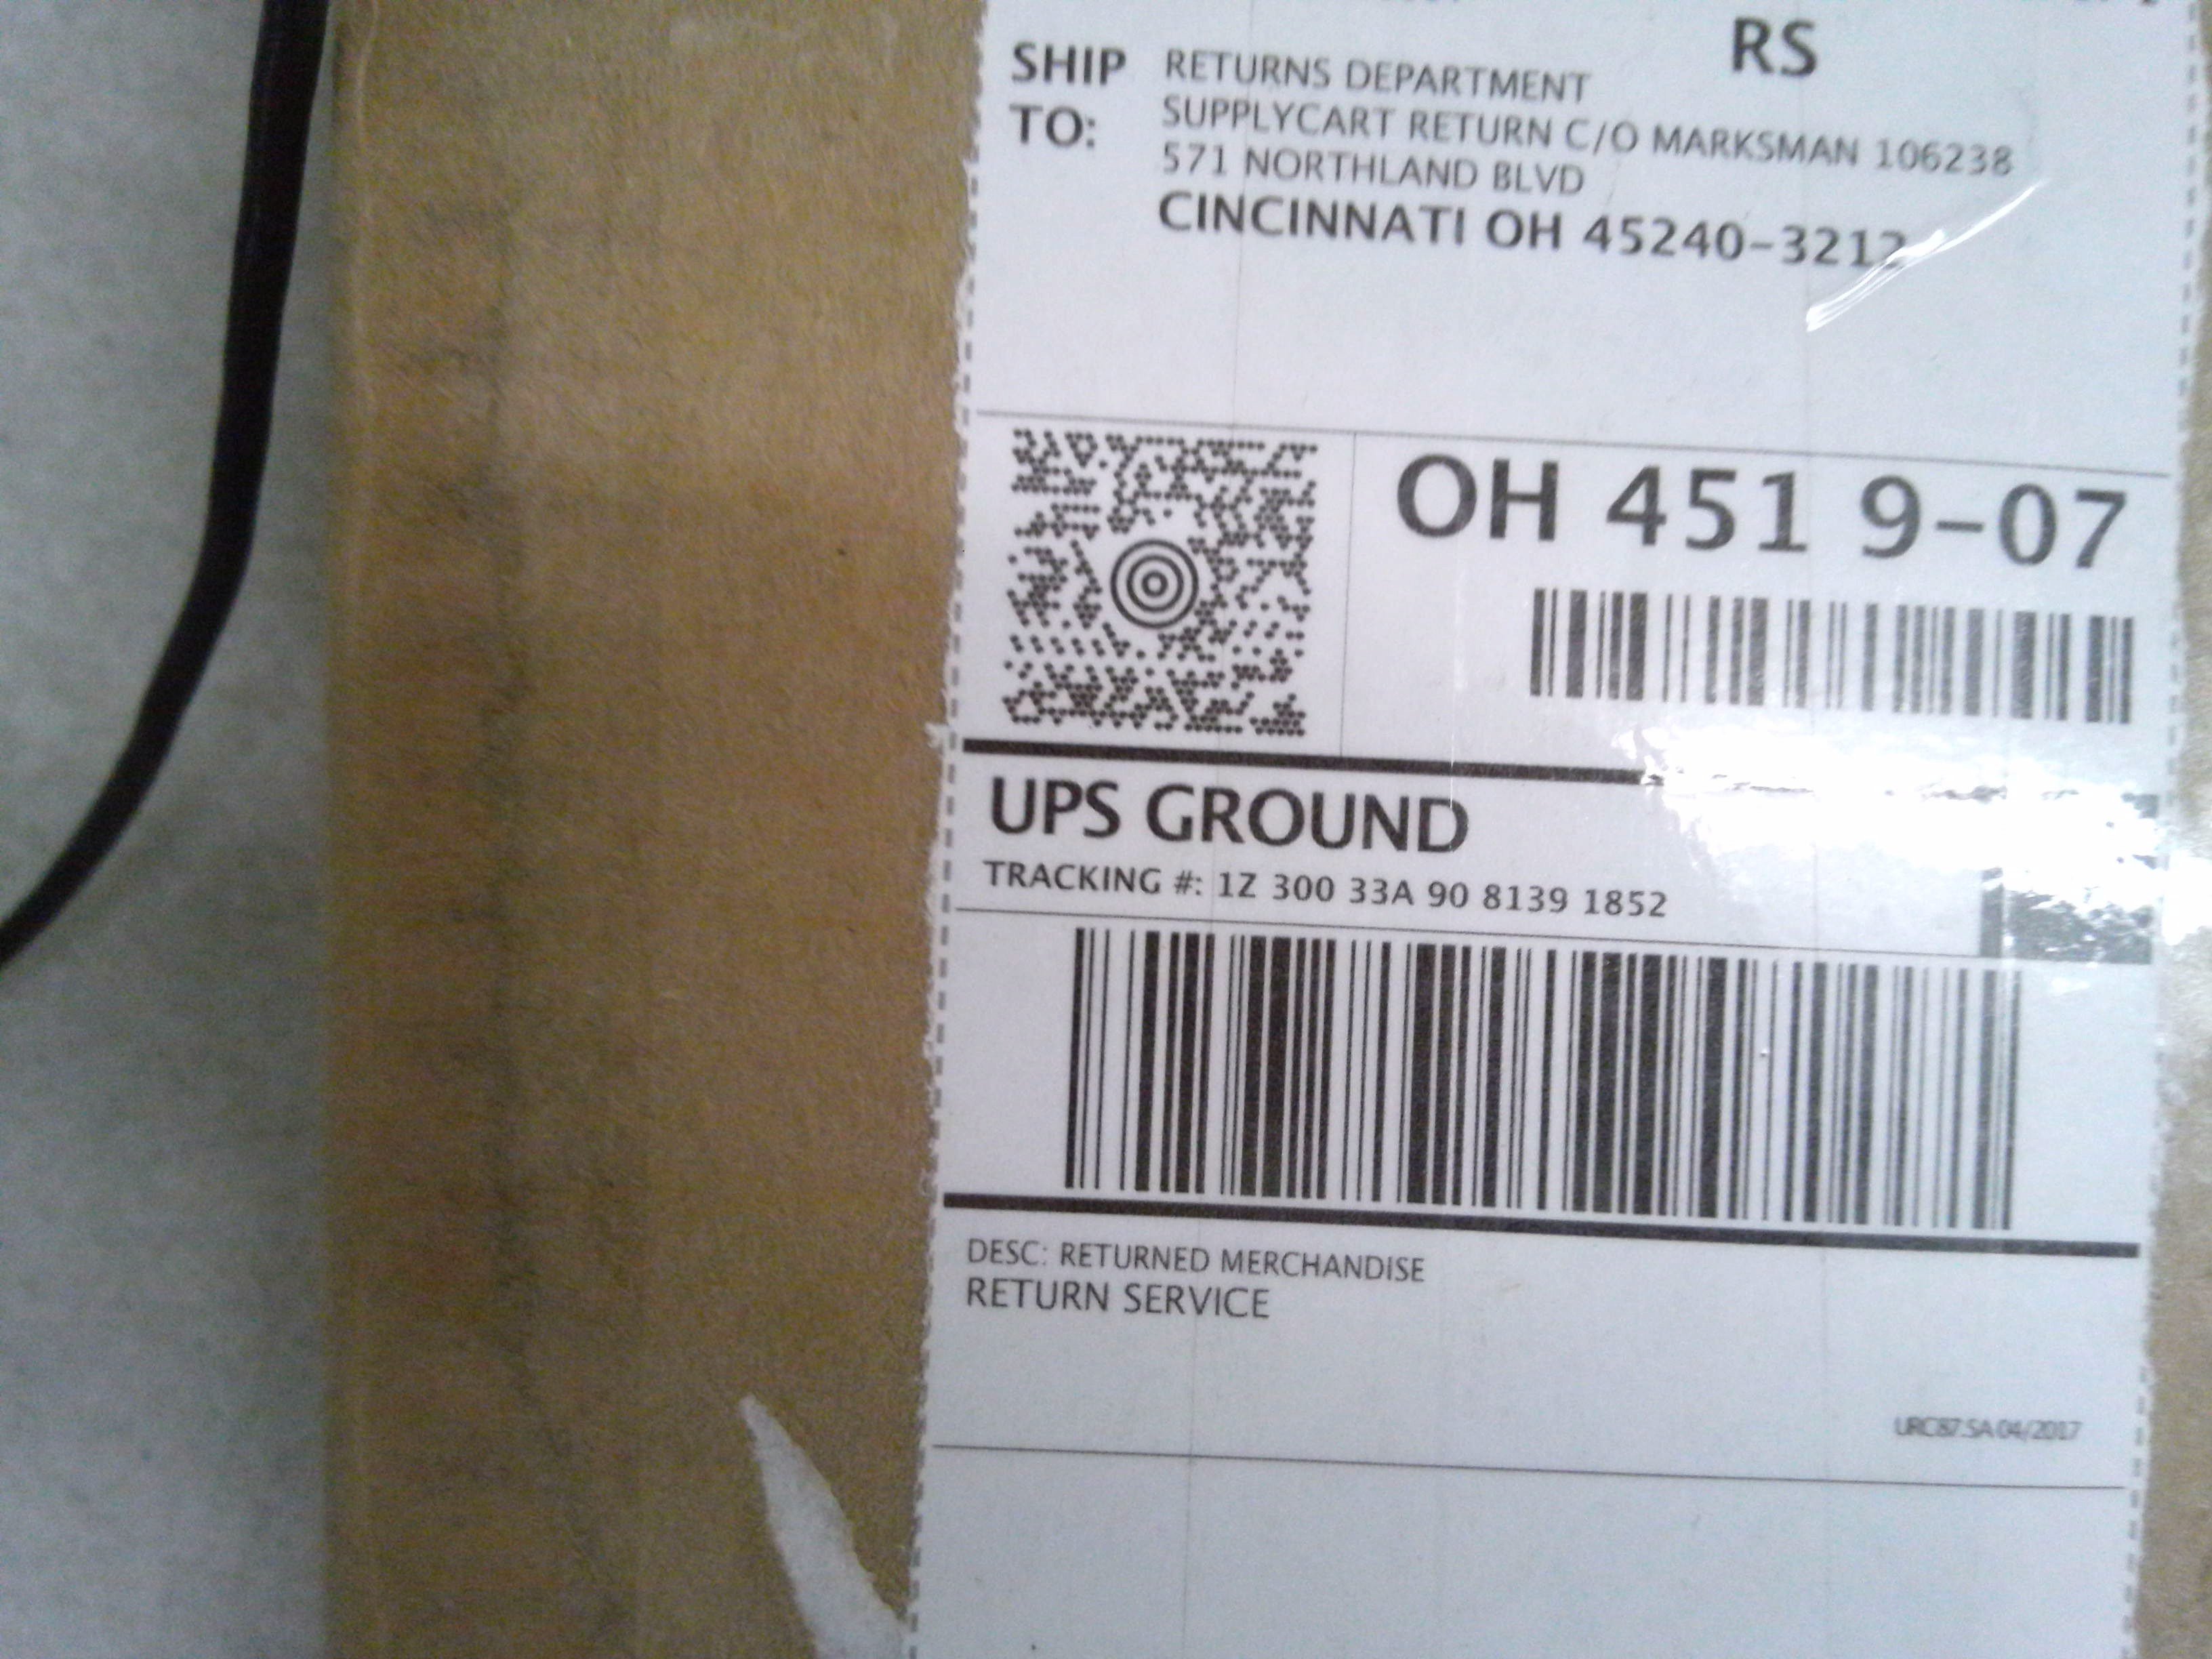 RS
SHIP TO:
RETURNS DEPARTMENT
SUPPLYCART RETURN C/O MARKSMAN 106238
571 NORTHLAND BLVD
CINCINNATI OH 45240-3212
OH 451 9-07
UPS GROUND
TRACKING #: 1Z 300 33A 90 8139 1852
DESC: RETURNED MERCHANDISE
RETURN SERVICE
URC87.5A 04/2017